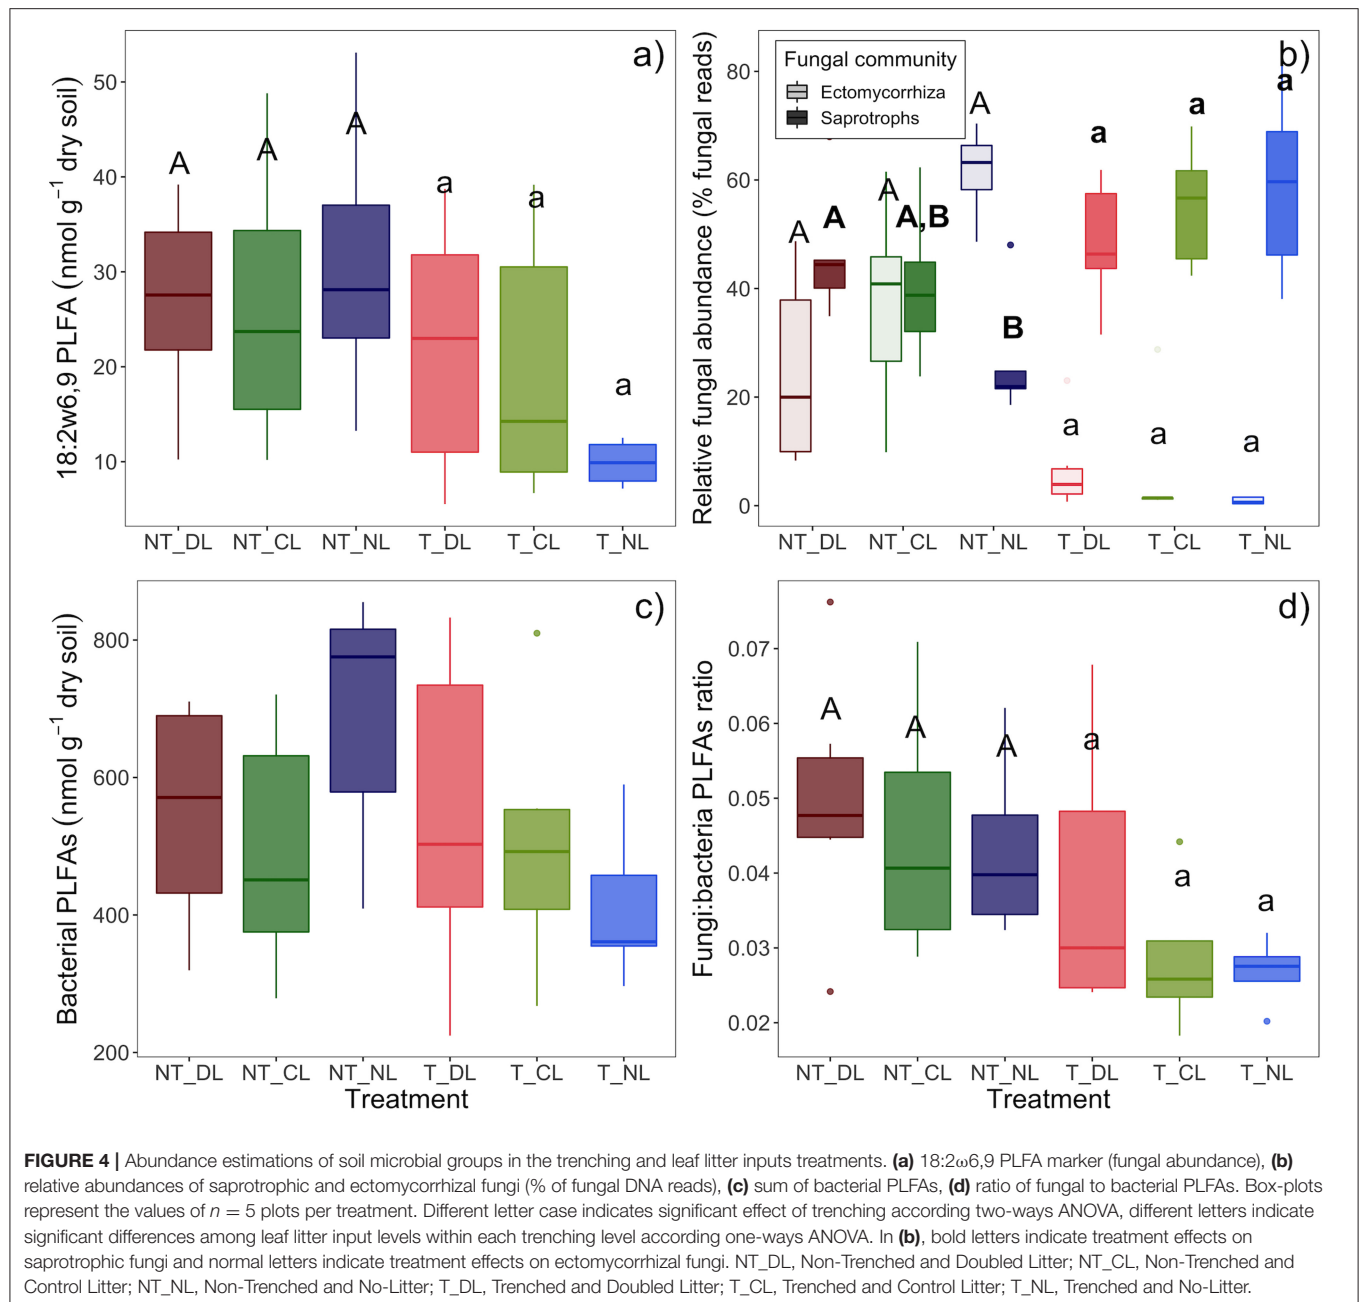 a)
18:2w6,9 PLFA (nmol g⁻¹ dry soil)
50
40
30
20
10
A
A
A
a
a
a
NT_DL
NT_CL
NT_NL
T_DL
T_CL
T_NL
b)
Relative fungal abundance (% fungal reads)
80
60
40
20
0
Fungal community
Ectomycorrhiza
Saprotrophs
A
A
A
A,B
A
B
a
a
a
a
a
a
NT_DL
NT_CL
NT_NL
T_DL
T_CL
T_NL
c)
Bacterial PLFAs (nmol g⁻¹ dry soil)
800
600
400
200
NT_DL
NT_CL
NT_NL
T_DL
T_CL
T_NL
Treatment
d)
Fungi:bacteria PLFAs ratio
0.07
0.06
0.05
0.04
0.03
0.02
A
A
A
a
a
a
NT_DL
NT_CL
NT_NL
T_DL
T_CL
T_NL
Treatment
FIGURE 4 | Abundance estimations of soil microbial groups in the trenching and leaf litter inputs treatments. (a) 18:2ω6,9 PLFA marker (fungal abundance), (b)
relative abundances of saprotrophic and ectomycorrhizal fungi (% of fungal DNA reads), (c) sum of bacterial PLFAs, (d) ratio of fungal to bacterial PLFAs. Box-plots
represent the values of n = 5 plots per treatment. Different letter case indicates significant effect of trenching according two-ways ANOVA, different letters indicate
significant differences among leaf litter input levels within each trenching level according one-ways ANOVA. In (b), bold letters indicate treatment effects on
saprotrophic fungi and normal letters indicate treatment effects on ectomycorrhizal fungi. NT_DL, Non-Trenched and Doubled Litter; NT_CL, Non-Trenched and
Control Litter; NT_NL, Non-Trenched and No-Litter; T_DL, Trenched and Doubled Litter; T_CL, Trenched and Control Litter; T_NL, Trenched and No-Litter.